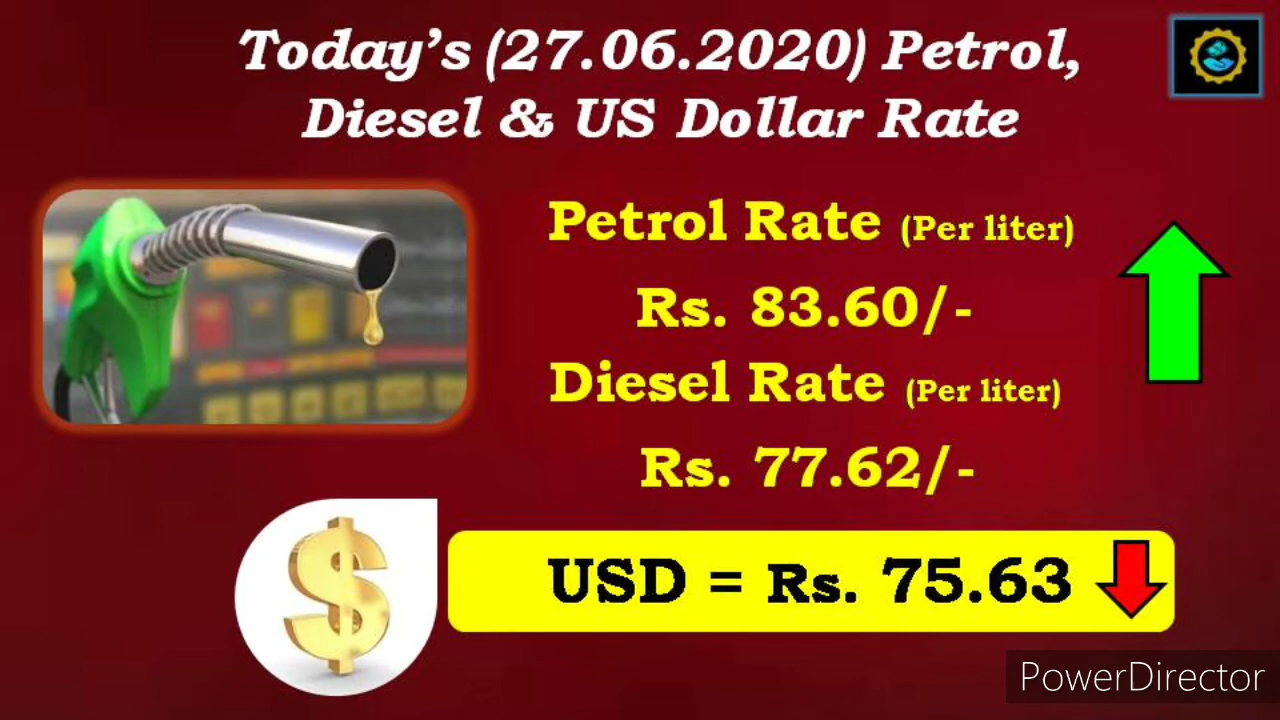 Today's (27.06.2020) Petrol,
Diesel & US Dollar Rate
Petrol Rate (Per liter)
Rs. 83.60/-
Diesel Rate (Per liter)
Rs. 77.62/-
USD = Rs. 75.63
PowerDirector